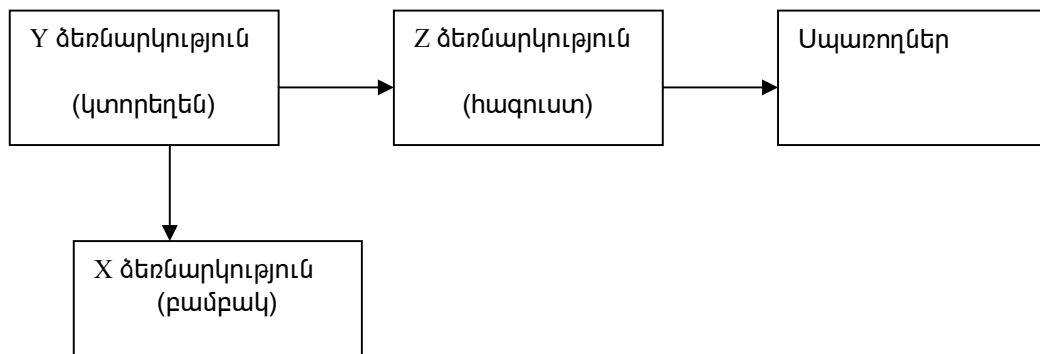 Y ձեռնարկություն
(կտորեղեն)
Z ձեռնարկություն
(հագուստ)
Սպառողներ
X ձեռնարկություն
(բամբակ)